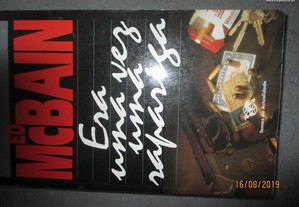 ED
McBAIN
Era
uma vez
uma
rapariga
16/08/2019